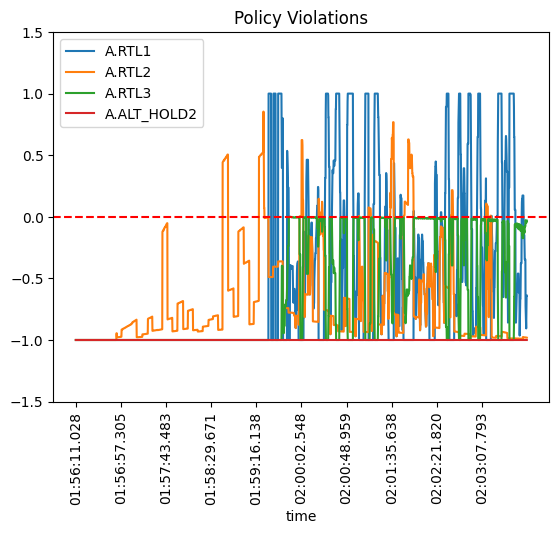 Policy Violations
A.RTL1
A.RTL2
A.RTL3
A.ALT_HOLD2
1.5
1.0
0.5
0.0
−0.5
−1.0
−1.5
01:56:11.028
01:56:57.305
01:57:43.483
01:58:29.671
01:59:16.138
02:00:02.548
02:00:48.959
02:01:35.638
02:02:21.820
02:03:07.793
time